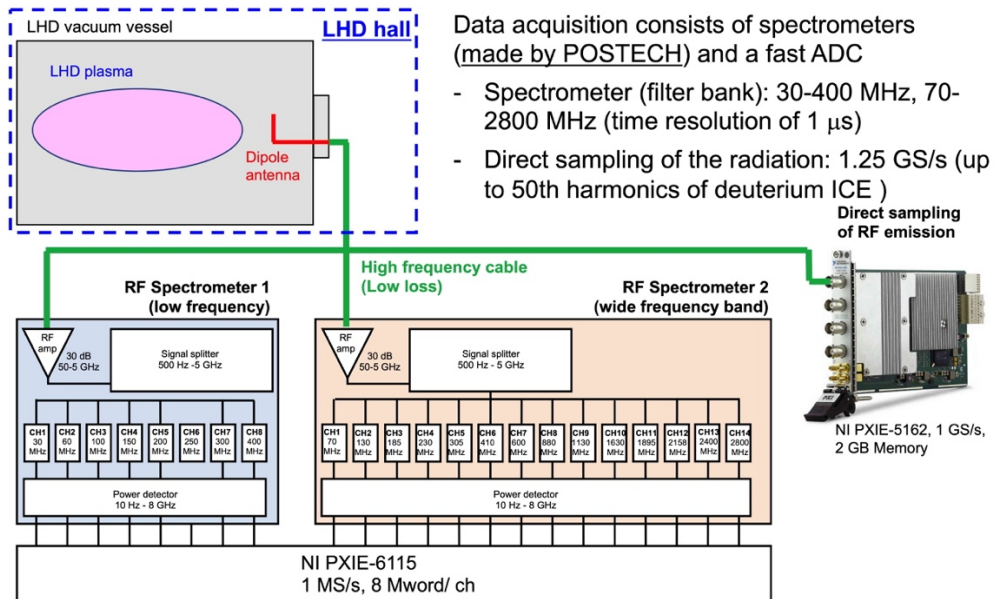 LHD vacuum vessel
LHD hall
LHD plasma
Dipole
antenna
Data acquisition consists of spectrometers
(made by POSTECH) and a fast ADC
- Spectrometer (filter bank): 30-400 MHz, 70-
2800 MHz (time resolution of 1 μs)
- Direct sampling of the radiation: 1.25 GS/s (up
to 50th harmonics of deuterium ICE )
Direct sampling
of RF emission
High frequency cable
(Low loss)
RF Spectrometer 1
(low frequency)
RF
amp
30 dB
50-5 GHz
Signal splitter
500 Hz -5 GHz
CH1
30
MHz
CH2
60
MHz
CH3
100
MHz
CH4
150
MHz
CH5
200
MHz
CH6
250
MHz
CH7
300
MHz
CH8
400
MHz
Power detector
10 Hz - 8 GHz
RF Spectrometer 2
(wide frequency band)
RF
amp
30 dB
50-5 GHz
Signal splitter
500 Hz - 5 GHz
CH1
70
MHz
CH2
130
MHz
CH3
185
MHz
CH4
230
MHz
CH5
305
MHz
CH6
410
MHz
CH7
600
MHz
CH8
880
MHz
CH9
1130
MHz
CH10
1630
MHz
CH11
1895
MHz
CH12
2158
MHz
CH13
2400
MHz
CH14
2800
MHz
Power detector
10 Hz - 8 GHz
NI PXIE-5162, 1 GS/s,
2 GB Memory
NI PXIE-6115
1 MS/s, 8 Mword/ ch